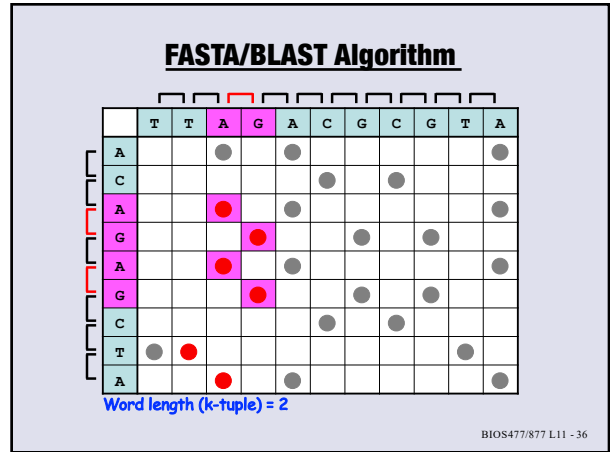 FASTA/BLAST Algorithm
T T A G A C G C G T A
A
C
A
G
A
G
C
T
A
Word length (k-tuple) = 2
BIOS477/877 L11 - 36